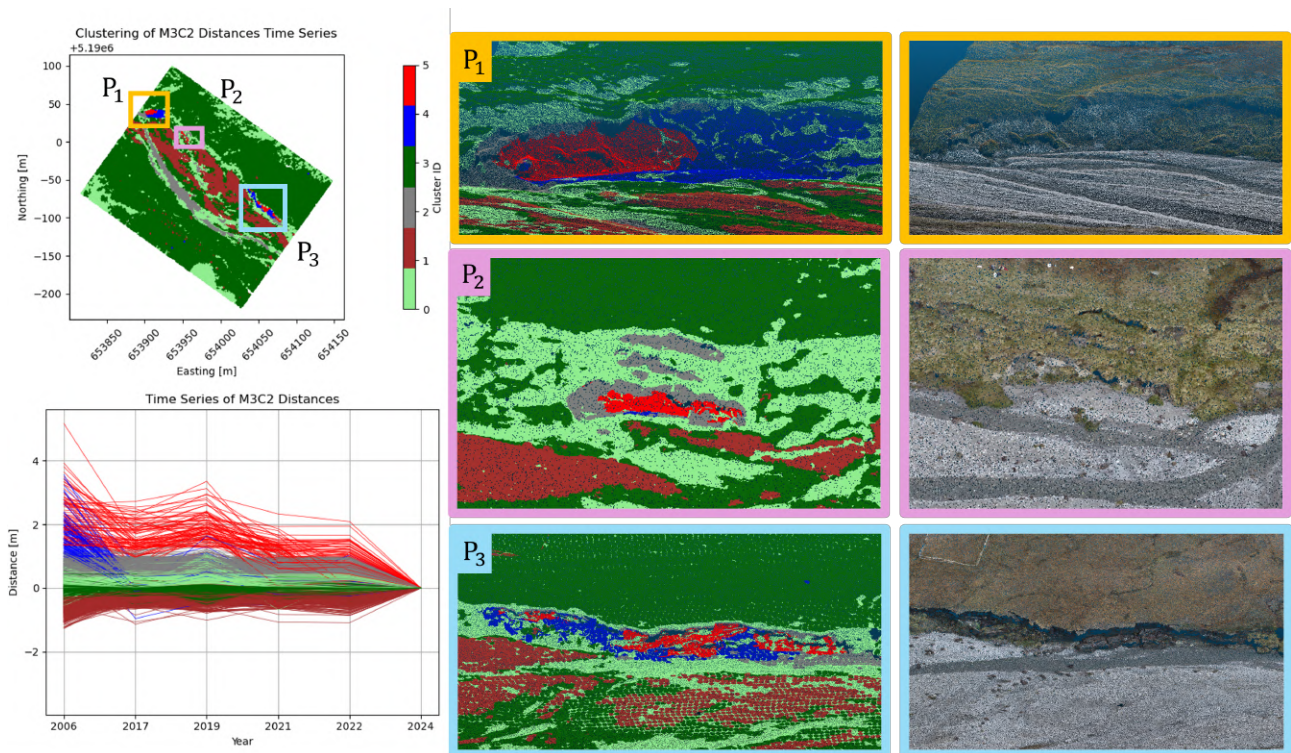 Clustering of M3C2 Distances Time Series
+5.19e6
100
50
0
−50
−100
−150
−200
Northing [m]
653850
653900
653950
654000
654050
654100
654150
Easting [m]
P1
P2
P3
5
4
3
2
1
0
Cluster ID
Time Series of M3C2 Distances
4
2
0
−2
Distance [m]
2006
2017
2019
2021
2022
2024
Year
P1
P2
P3